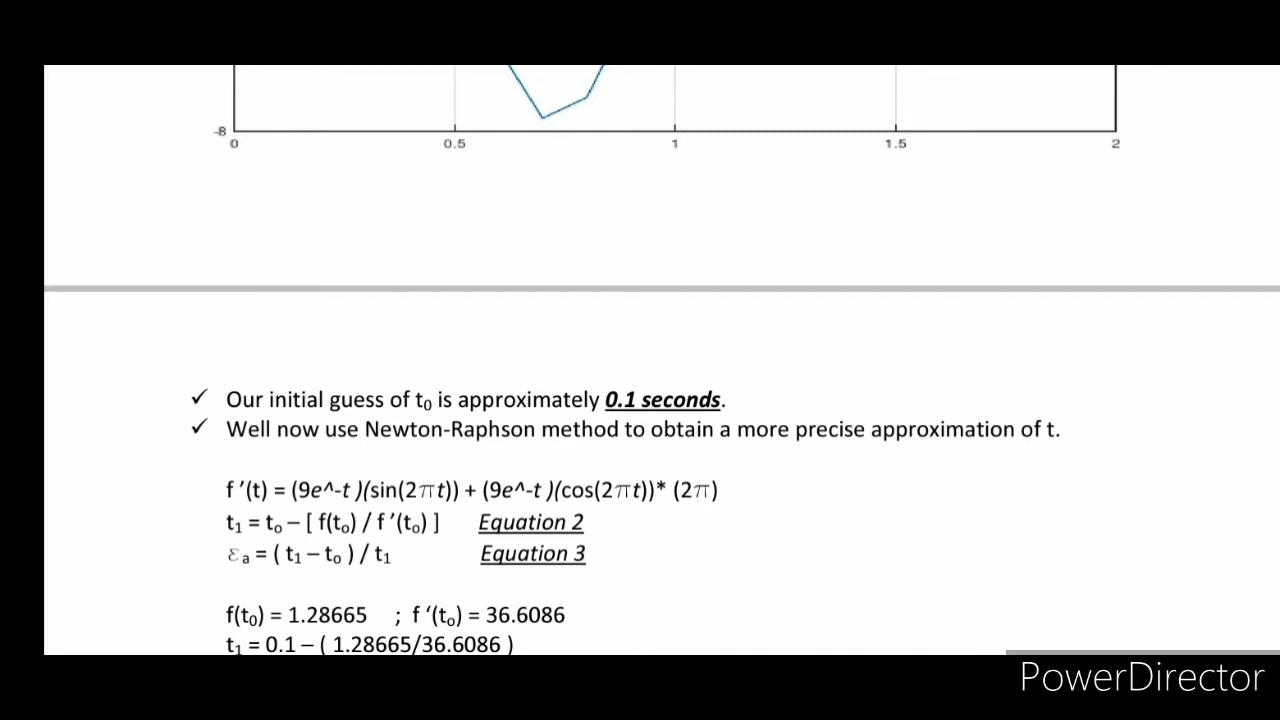 -8
0 0.5 1 1.5 2
✓ Our initial guess of t₀ is approximately 0.1 seconds.
✓ Well now use Newton-Raphson method to obtain a more precise approximation of t.
f ’(t) = (9e^-t )(sin(2πt)) + (9e^-t )(cos(2πt))* (2π)
t₁ = tₒ – [ f(tₒ) / f ’(tₒ) ] Equation 2
εₐ = ( t₁ – tₒ ) / t₁ Equation 3
f(t₀) = 1.28665 ; f ‘(tₒ) = 36.6086
t₁ = 0.1 – ( 1.28665/36.6086 )
PowerDirector